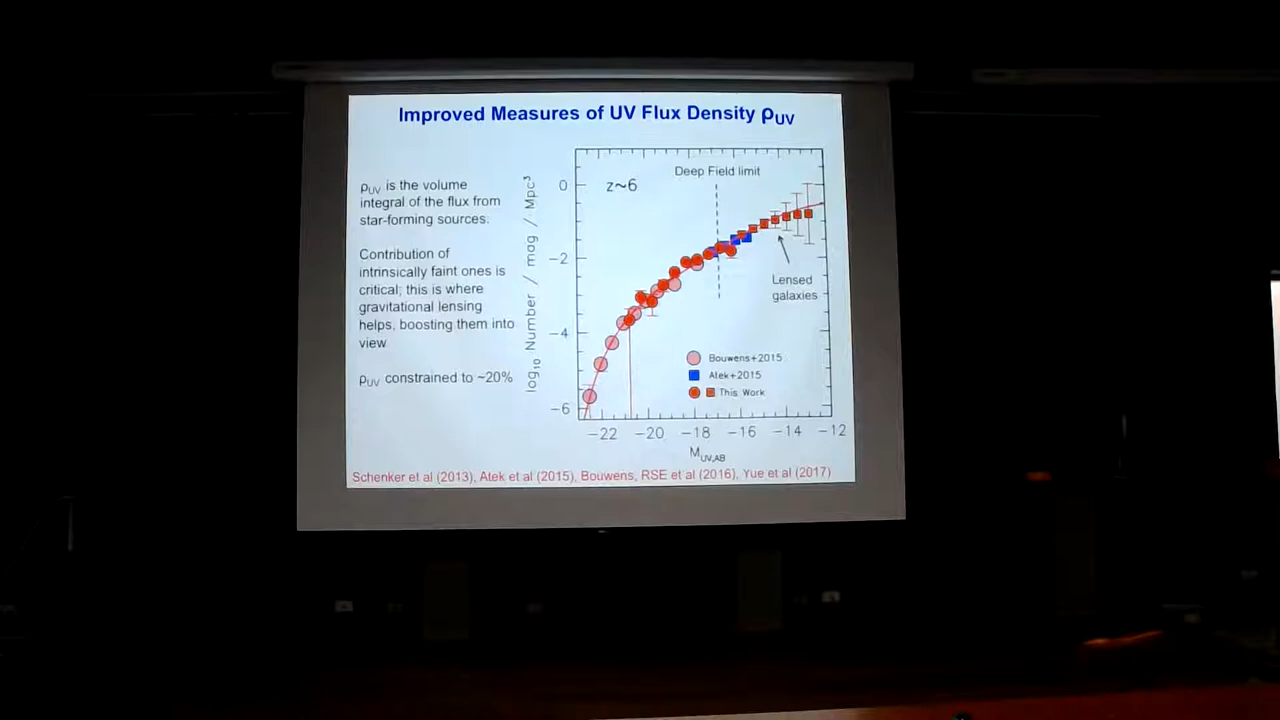 Improved Measures of UV Flux Density ρUV
ρUV is the volume
integral of the flux from
star-forming sources.
Contribution of
intrinsically faint ones is
critical; this is where
gravitational lensing
helps, boosting them into
view
ρUV constrained to ~20%
log10 Number / mag / Mpc3
0
−2
−4
−6
z~6
Deep Field limit
Lensed
galaxies
Bouwens+2015
Atek+2015
This Work
−22 −20 −18 −16 −14 −12
MUV,AB
Schenker et al (2013), Atek et al (2015), Bouwens, RSE et al (2016), Yue et al (2017)